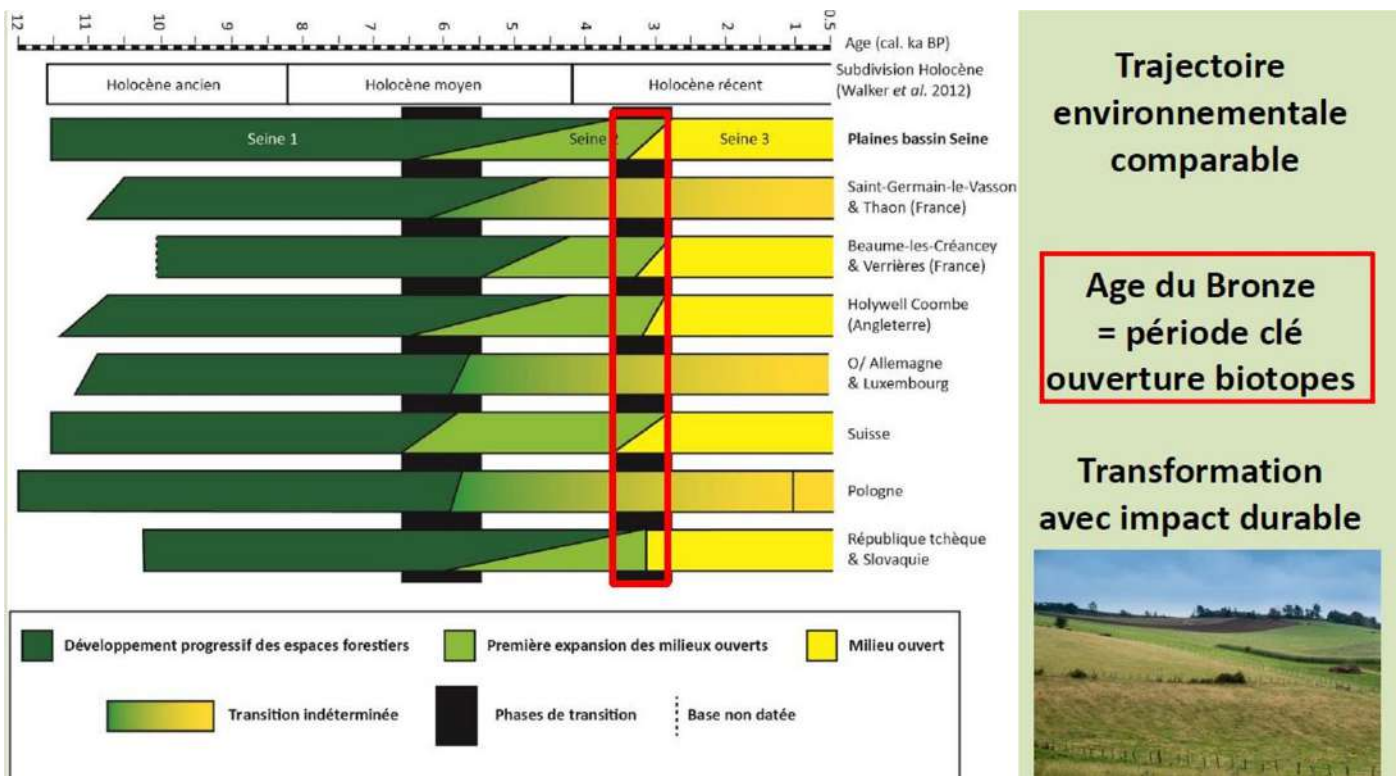 12 11 10 9 8 7 6 5 4 3 2 1 0.5
Age (cal. ka BP)
Holocène ancien
Holocène moyen
Holocène récent
Subdivision Holocène
(Walker et al. 2012)
Seine 1
Seine 2
Seine 3
Plaines bassin Seine
Saint-Germain-le-Vasson
& Thaon (France)
Beaume-les-Créancey
& Verrières (France)
Holywell Coombe
(Angleterre)
O/ Allemagne
& Luxembourg
Suisse
Pologne
République tchèque
& Slovaquie
Développement progressif des espaces forestiers
Première expansion des milieux ouverts
Milieu ouvert
Transition indéterminée
Phases de transition
Base non datée
Trajectoire
environnementale
comparable
Age du Bronze
= période clé
ouverture biotopes
Transformation
avec impact durable